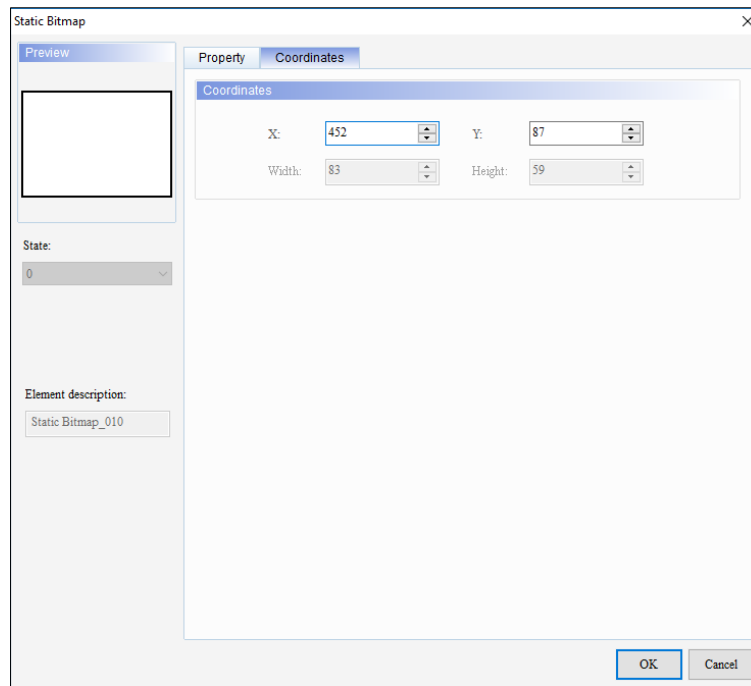 Static Bitmap
Preview
Property
Coordinates
Coordinates
X: 452 Y: 87
Width: 83 Height: 59
State:
0
Element description:
Static Bitmap_010
OK Cancel